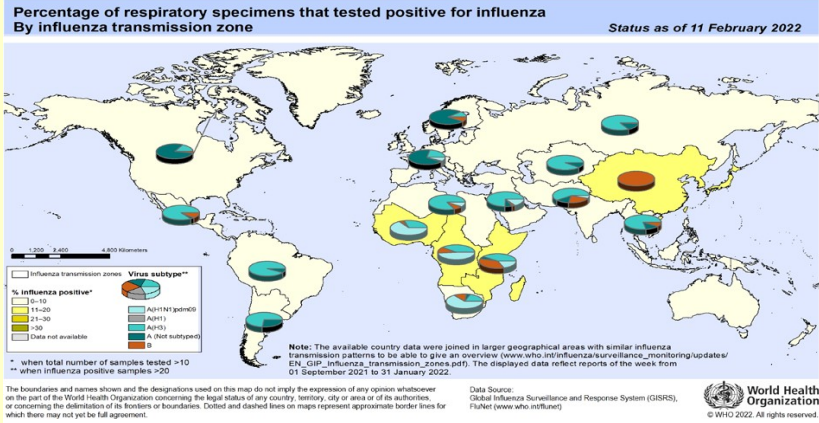 Percentage of respiratory specimens that tested positive for influenza
By influenza transmission zone
Status as of 11 February 2022
0 1,200 2,400 4,800 Kilometers
Influenza transmission zones
% influenza positive*
0–10
11–20
21–30
>30
Data not available
Virus subtype**
A(H1N1)pdm09
A(H1)
A(H3)
A (Not subtyped)
B
* when total number of samples tested >10
** when influenza positive samples >20
Note: The available country data were joined in larger geographical areas with similar influenza
transmission patterns to be able to give an overview (www.who.int/influenza/surveillance_monitoring/updates/
EN_GIP_Influenza_transmission_zones.pdf). The displayed data reflect reports of the week from
01 September 2021 to 31 January 2022.
The boundaries and names shown and the designations used on this map do not imply the expression of any opinion whatsoever
on the part of the World Health Organization concerning the legal status of any country, territory, city or area or of its authorities,
or concerning the delimitation of its frontiers or boundaries. Dotted and dashed lines on maps represent approximate border lines for
which there may not yet be full agreement.
Data Source:
Global Influenza Surveillance and Response System (GISRS),
FluNet (www.who.int/flunet)
World Health
Organization
© WHO 2022. All rights reserved.